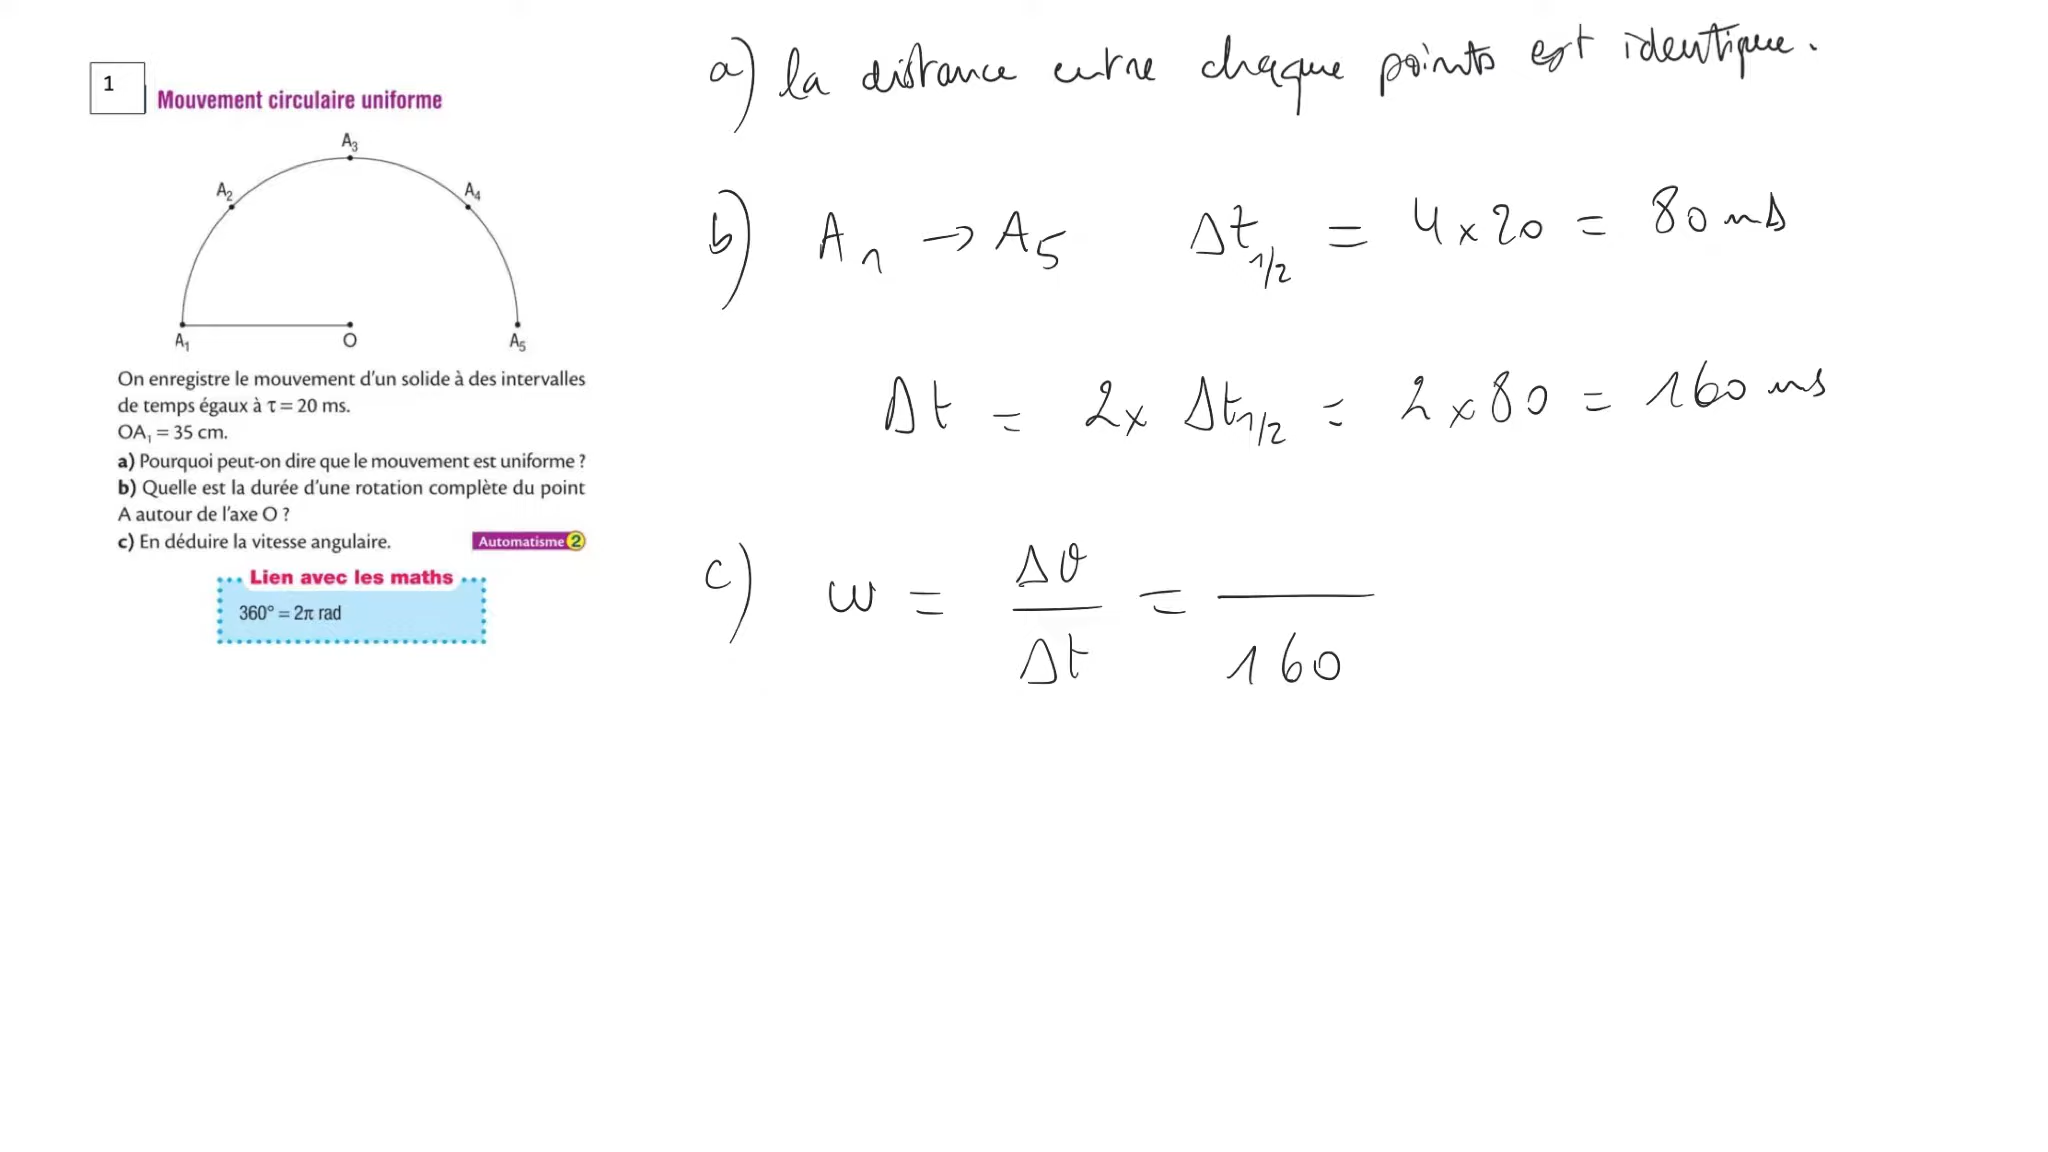 1
Mouvement circulaire uniforme
A₃
A₂
A₄
A₁
O
A₅
On enregistre le mouvement d'un solide à des intervalles
de temps égaux à τ = 20 ms.
OA₁ = 35 cm.
a) Pourquoi peut-on dire que le mouvement est uniforme ?
b) Quelle est la durée d'une rotation complète du point
A autour de l'axe O ?
c) En déduire la vitesse angulaire.
Automatisme 2
Lien avec les maths
360° = 2π rad
a) la distance entre chaque points est identique.
b) A₁ → A₅ Δt₁/₂ = 4 x 20 = 80 ms
Δt = 2x Δt₁/₂ = 2 x 80 = 160 ms
c) ω = Δθ / Δt = / 160